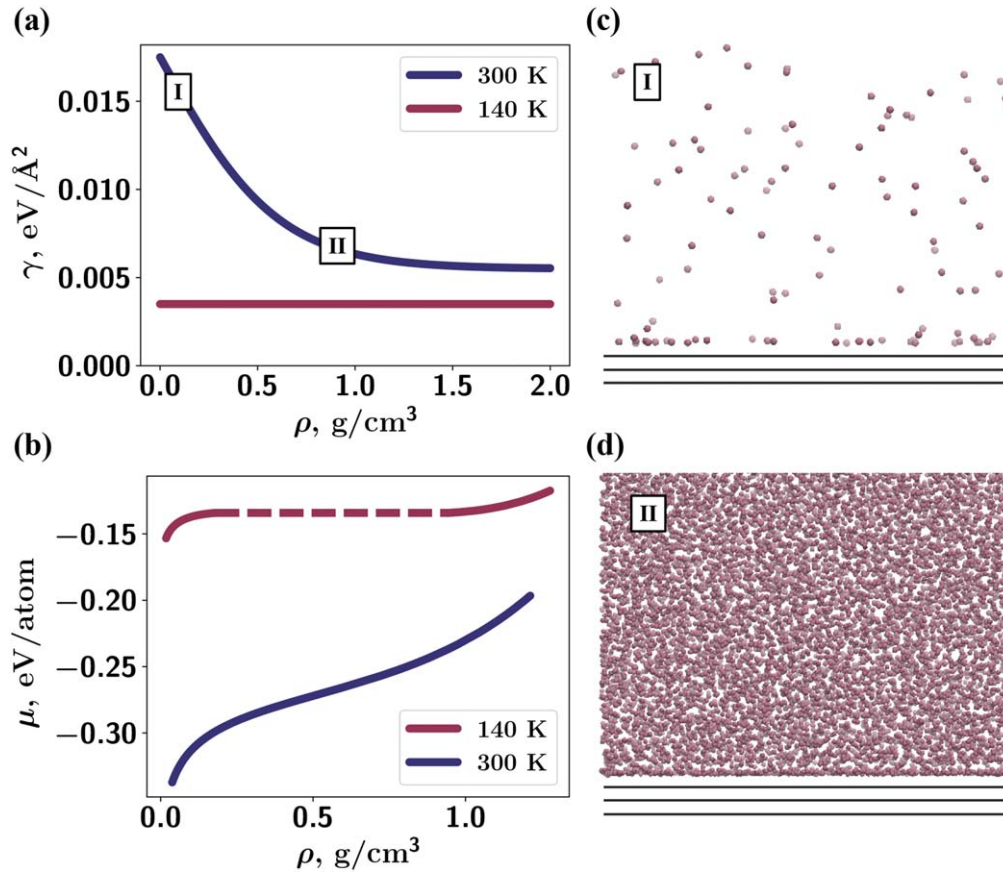 (a)
γ, eV/Å²
0.015
0.010
0.005
0.000
I
II
300 K
140 K
0.0 0.5 1.0 1.5 2.0
ρ, g/cm³
(c)
I
(b)
μ, eV/atom
−0.15
−0.20
−0.25
−0.30
140 K
300 K
0.0 0.5 1.0
ρ, g/cm³
(d)
II